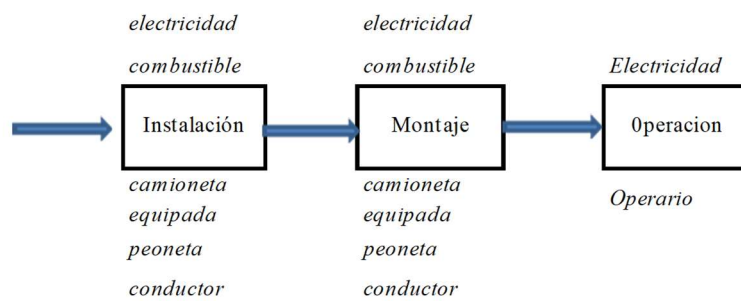 electricidad
combustible
Instalación
camioneta
equipada
peoneta
conductor
electricidad
combustible
Montaje
camioneta
equipada
peoneta
conductor
Electricidad
0peracion
Operario